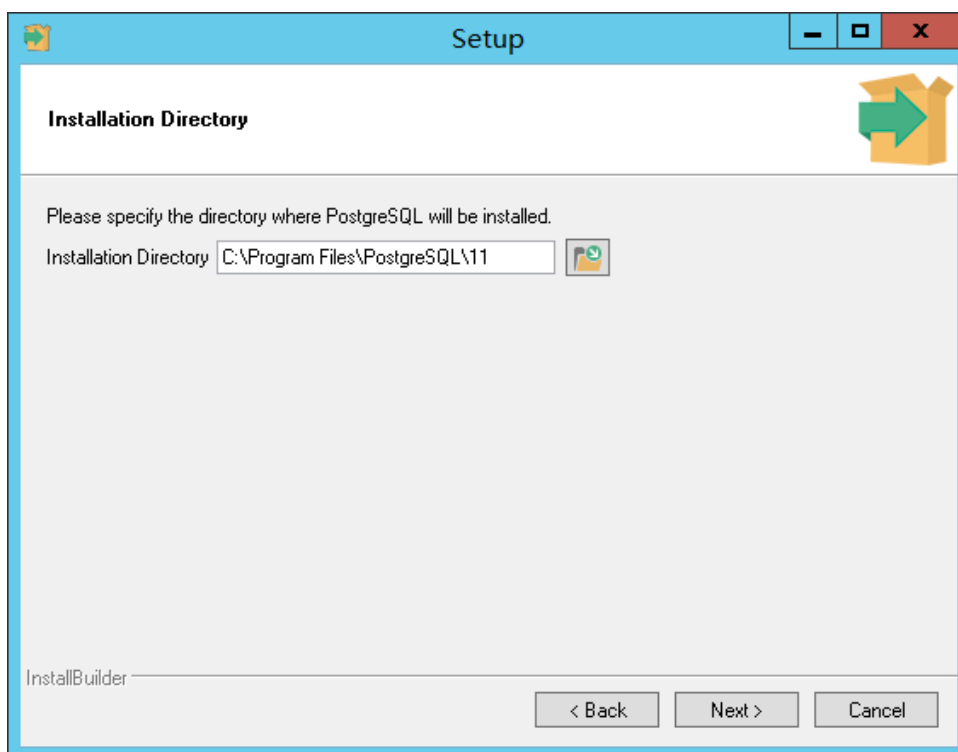 Setup
Installation Directory
Please specify the directory where PostgreSQL will be installed.
Installation Directory C:\Program Files\PostgreSQL\11
InstallBuilder
< Back Next > Cancel